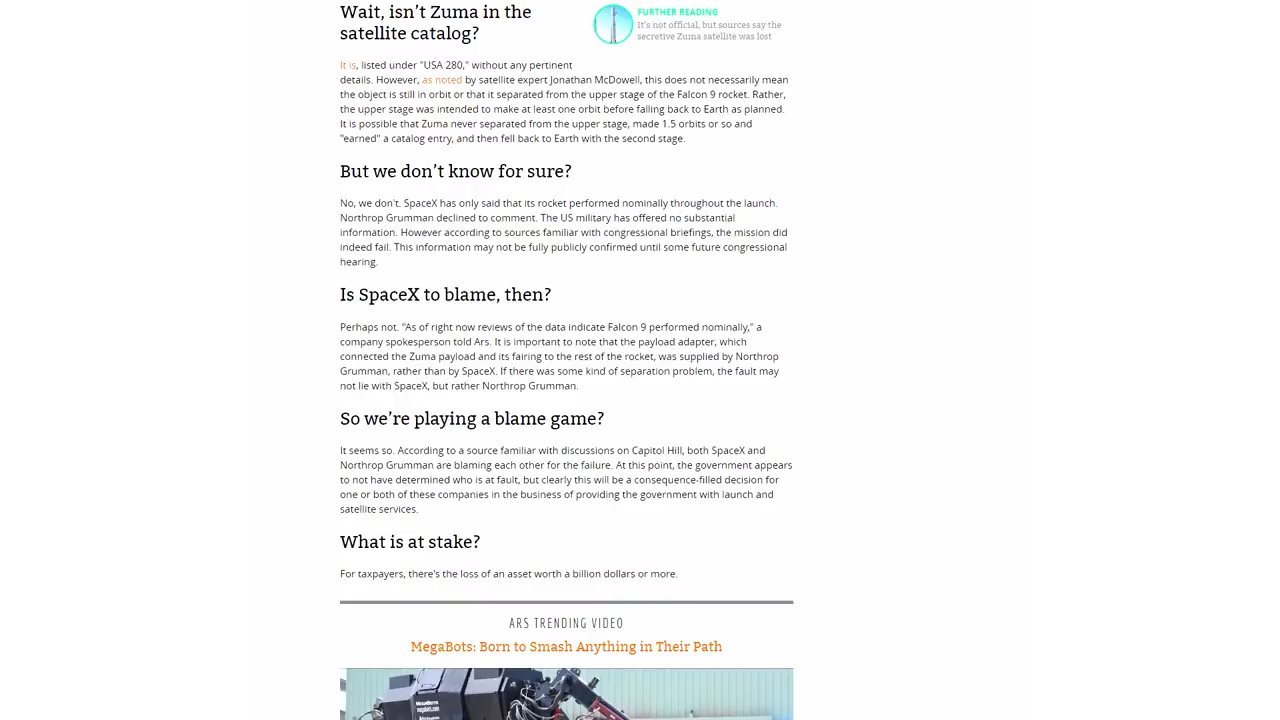 Wait, isn't Zuma in the
satellite catalog?
FURTHER READING
It's not official, but sources say the
secretive Zuma satellite was lost
It is, listed under "USA 280," without any pertinent
details. However, as noted by satellite expert Jonathan McDowell, this does not necessarily mean
the object is still in orbit or that it separated from the upper stage of the Falcon 9 rocket. Rather,
the upper stage was intended to make at least one orbit before falling back to Earth as planned.
It is possible that Zuma never separated from the upper stage, made 1.5 orbits or so and
"earned" a catalog entry, and then fell back to Earth with the second stage.
But we don't know for sure?
No, we don't. SpaceX has only said that its rocket performed nominally throughout the launch.
Northrop Grumman declined to comment. The US military has offered no substantial
information. However according to sources familiar with congressional briefings, the mission did
indeed fail. This information may not be fully publicly confirmed until some future congressional
hearing.
Is SpaceX to blame, then?
Perhaps not. "As of right now reviews of the data indicate Falcon 9 performed nominally," a
company spokesperson told Ars. It is important to note that the payload adapter, which
connected the Zuma payload and its fairing to the rest of the rocket, was supplied by Northrop
Grumman, rather than by SpaceX. If there was some kind of separation problem, the fault may
not lie with SpaceX, but rather Northrop Grumman.
So we're playing a blame game?
It seems so. According to a source familiar with discussions on Capitol Hill, both SpaceX and
Northrop Grumman are blaming each other for the failure. At this point, the government appears
to not have determined who is at fault, but clearly this will be a consequence-filled decision for
one or both of these companies in the business of providing the government with launch and
satellite services.
What is at stake?
For taxpayers, there's the loss of an asset worth a billion dollars or more.
ARS TRENDING VIDEO
MegaBots: Born to Smash Anything in Their Path